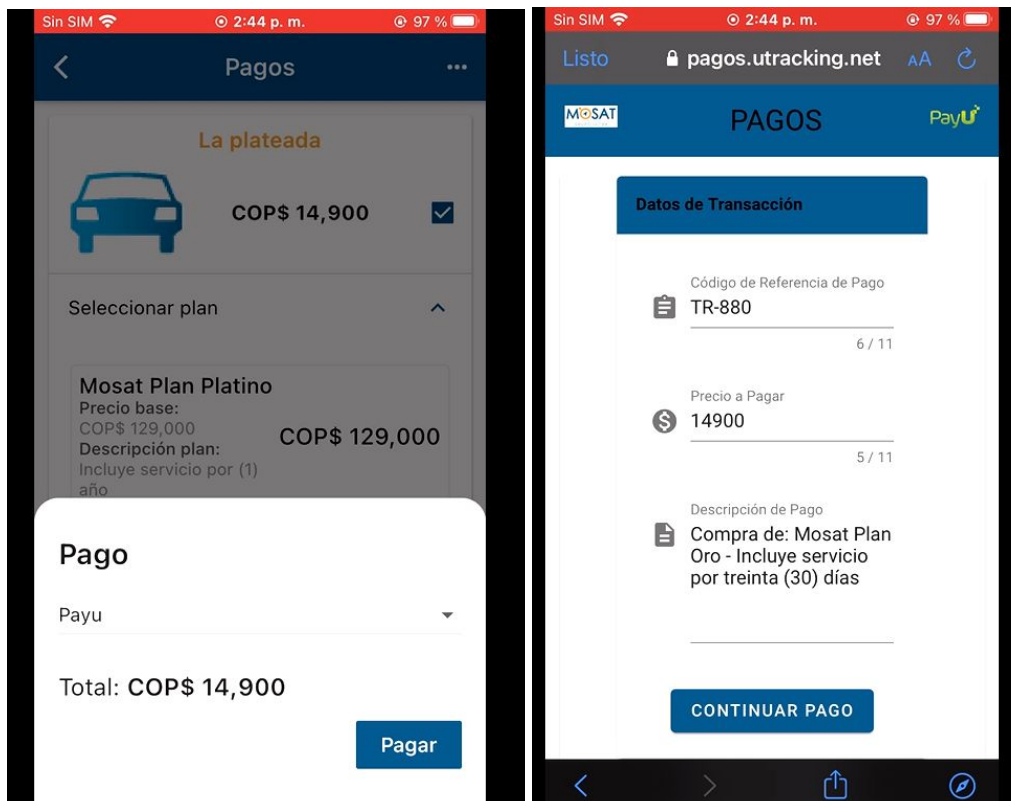 Sin SIM 2:44 p. m. 97 %
Pagos
La plateada
COP$ 14,900
Seleccionar plan
Mosat Plan Platino
Precio base:
COP$ 129,000
COP$ 129,000
Descripción plan:
Incluye servicio por (1)
año
Pago
Payu
Total: COP$ 14,900
Pagar
Sin SIM 2:44 p. m. 97 %
Listo pagos.utracking.net AA
MOSAT PAGOS PayU
Datos de Transacción
Código de Referencia de Pago
TR-880
6 / 11
Precio a Pagar
14900
5 / 11
Descripción de Pago
Compra de: Mosat Plan
Oro - Incluye servicio
por treinta (30) días
CONTINUAR PAGO